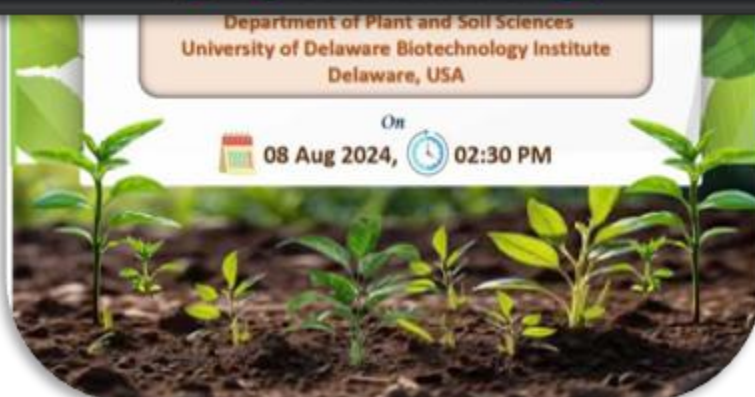 Department of Plant and Soil Sciences
University of Delaware Biotechnology Institute
Delaware, USA
On
08 Aug 2024, 02:30 PM